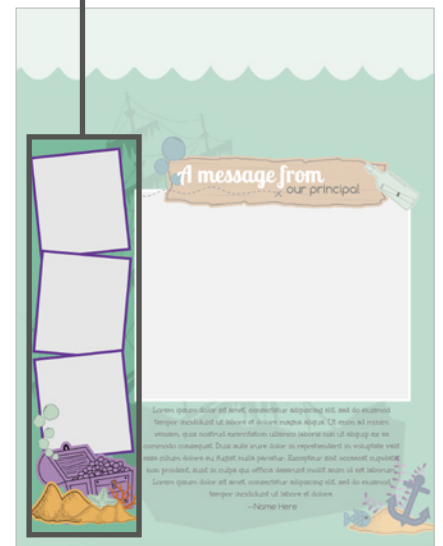 A message from
our principal
Lorem ipsum dolor sit amet, consectetur adipiscing elit, sed do eiusmod
tempor incididunt ut labore et dolore magna aliqua. Ut enim ad minim
veniam, quis nostrud exercitation ullamco laboris nisi ut aliquip ex ea
commodo consequat. Duis aute irure dolor in reprehenderit in voluptate velit
esse cillum dolore eu fugiat nulla pariatur. Excepteur sint occaecat cupidatat
non proident, sunt in culpa qui officia deserunt mollit anim id est laborum.
Lorem ipsum dolor sit amet, consectetur adipiscing elit, sed do eiusmod
tempor incididunt ut labore et dolore.
—Name Here